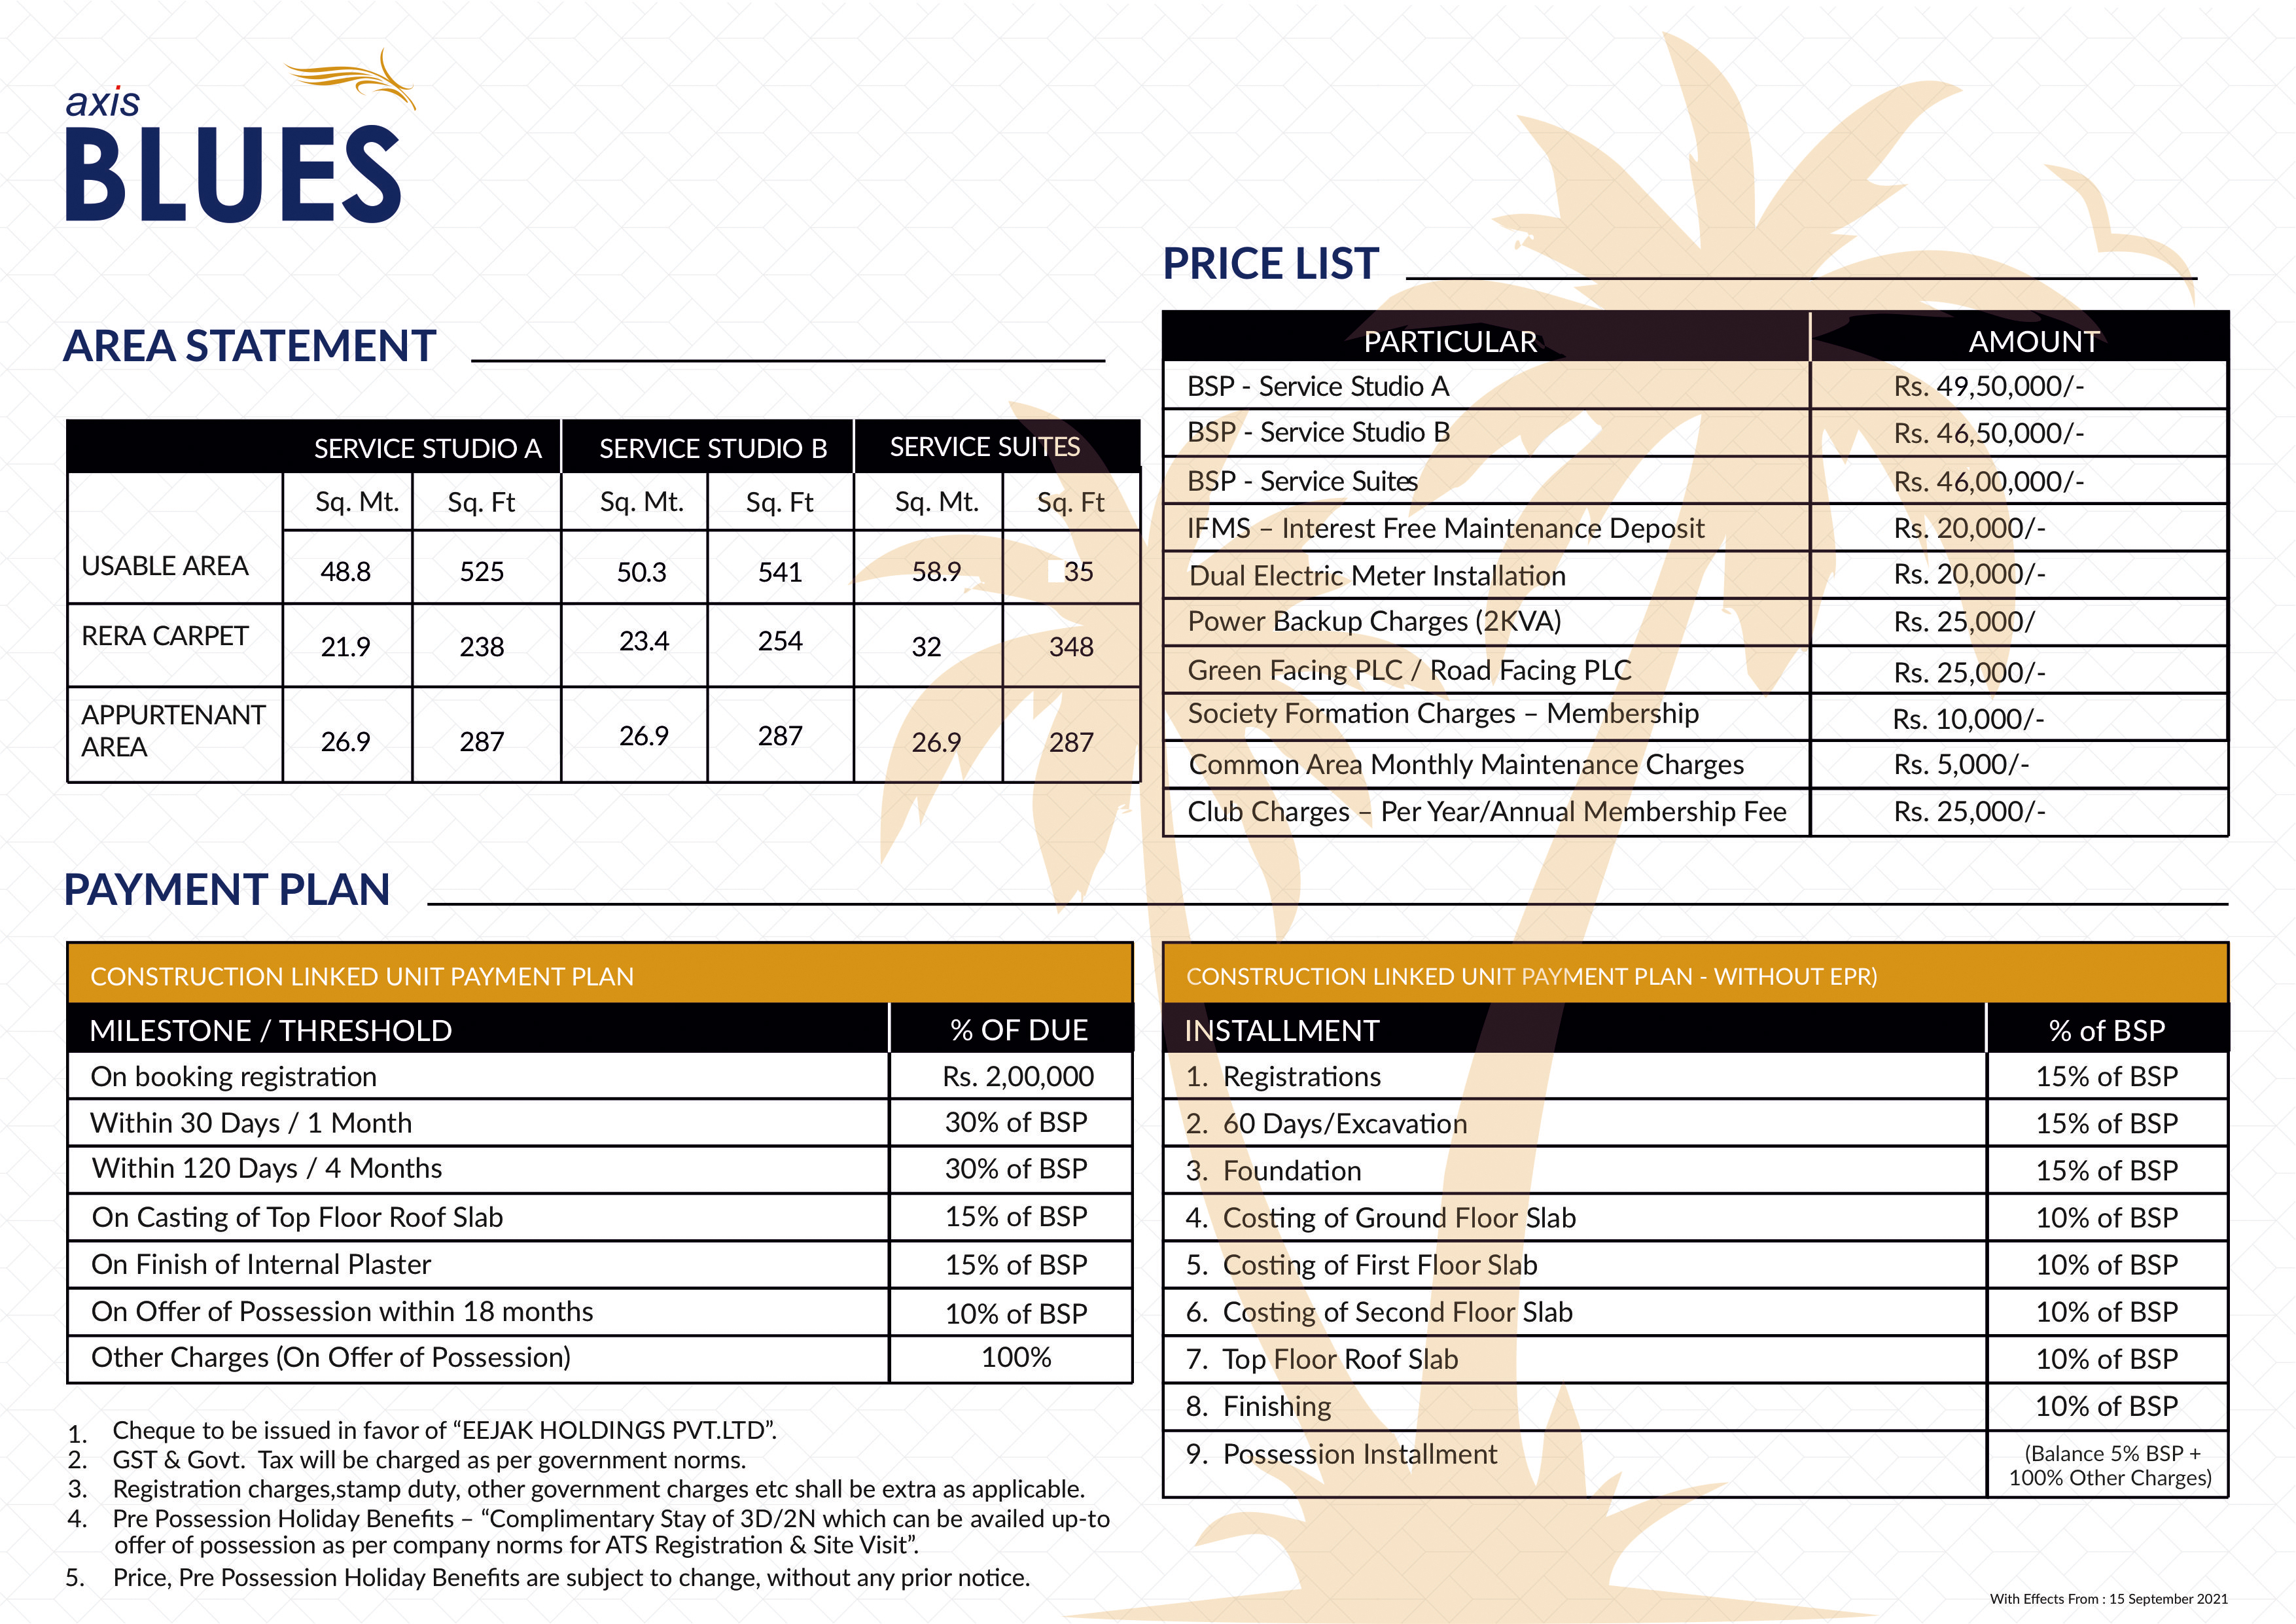 axis
BLUES
AREA STATEMENT
SERVICE STUDIO A SERVICE STUDIO B SERVICE SUITES
Sq. Mt. Sq. Ft Sq. Mt. Sq. Ft Sq. Mt. Sq. Ft
USABLE AREA 48.8 525 50.3 541 58.9 35
RERA CARPET 21.9 238 23.4 254 32 348
APPURTENANT
AREA 26.9 287 26.9 287 26.9 287
PRICE LIST
PARTICULAR AMOUNT
BSP - Service Studio A Rs. 49,50,000/-
BSP - Service Studio B Rs. 46,50,000/-
BSP - Service Suites Rs. 46,00,000/-
IFMS – Interest Free Maintenance Deposit Rs. 20,000/-
Dual Electric Meter Installation Rs. 20,000/-
Power Backup Charges (2KVA) Rs. 25,000/
Green Facing PLC / Road Facing PLC Rs. 25,000/-
Society Formation Charges – Membership Rs. 10,000/-
Common Area Monthly Maintenance Charges Rs. 5,000/-
Club Charges – Per Year/Annual Membership Fee Rs. 25,000/-
PAYMENT PLAN
CONSTRUCTION LINKED UNIT PAYMENT PLAN
MILESTONE / THRESHOLD % OF DUE
On booking registration Rs. 2,00,000
Within 30 Days / 1 Month 30% of BSP
Within 120 Days / 4 Months 30% of BSP
On Casting of Top Floor Roof Slab 15% of BSP
On Finish of Internal Plaster 15% of BSP
On Offer of Possession within 18 months 10% of BSP
Other Charges (On Offer of Possession) 100%
1. Cheque to be issued in favor of “EEJAK HOLDINGS PVT.LTD”.
2. GST & Govt. Tax will be charged as per government norms.
3. Registration charges,stamp duty, other government charges etc shall be extra as applicable.
4. Pre Possession Holiday Benefits – “Complimentary Stay of 3D/2N which can be availed up-to
offer of possession as per company norms for ATS Registration & Site Visit”.
5. Price, Pre Possession Holiday Benefits are subject to change, without any prior notice.
CONSTRUCTION LINKED UNIT PAYMENT PLAN - WITHOUT EPR)
INSTALLMENT % of BSP
1. Registrations 15% of BSP
2. 60 Days/Excavation 15% of BSP
3. Foundation 15% of BSP
4. Costing of Ground Floor Slab 10% of BSP
5. Costing of First Floor Slab 10% of BSP
6. Costing of Second Floor Slab 10% of BSP
7. Top Floor Roof Slab 10% of BSP
8. Finishing 10% of BSP
9. Possession Installment (Balance 5% BSP +
100% Other Charges)
With Effects From : 15 September 2021